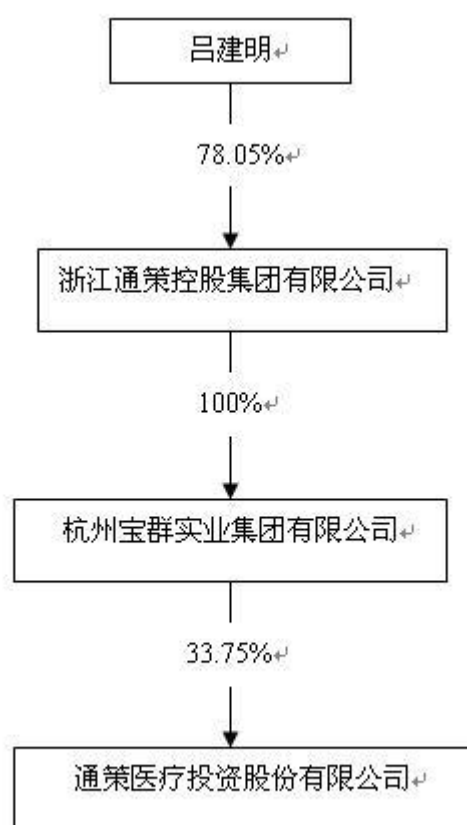 吕建明
78.05%
浙江通策控股集团有限公司
100%
杭州宝群实业集团有限公司
33.75%
通策医疗投资股份有限公司